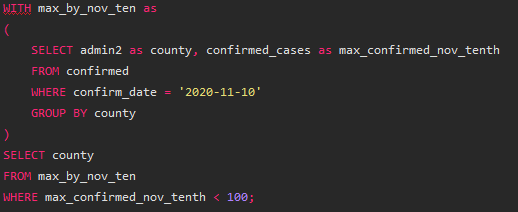 WITH max_by_nov_ten as
(
    SELECT admin2 as county, confirmed_cases as max_confirmed_nov_tenth
    FROM confirmed
    WHERE confirm_date = '2020-11-10'
    GROUP BY county
)
SELECT county
FROM max_by_nov_ten
WHERE max_confirmed_nov_tenth < 100;